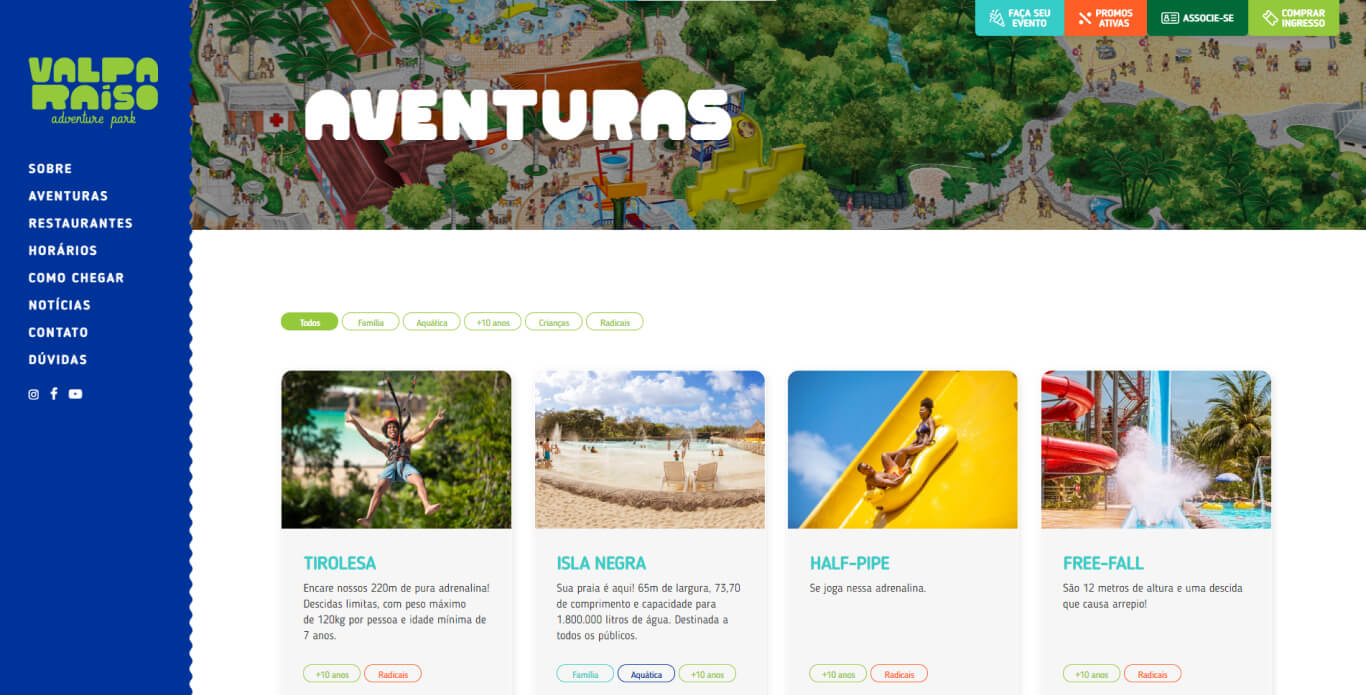 VALPA
RAISO
adventure park
SOBRE
AVENTURAS
RESTAURANTES
HORÁRIOS
COMO CHEGAR
NOTÍCIAS
CONTATO
DÚVIDAS
FAÇA SEU
EVENTO
PROMOS
ATIVAS
ASSOCIE-SE
COMPRAR
INGRESSO
AVENTURAS
Todos
Família
Aquática
+10 anos
Crianças
Radicais
TIROLESA
Encare nossos 220m de pura adrenalina!
Descidas limitas, com peso máximo
de 120kg por pessoa e idade mínima de
7 anos.
+10 anos
Radicais
ISLA NEGRA
Sua praia é aqui! 65m de largura, 73,70
de comprimento e capacidade para
1.800.000 litros de água. Destinada a
todos os públicos.
Família
Aquática
+10 anos
HALF-PIPE
Se joga nessa adrenalina.
+10 anos
Radicais
FREE-FALL
São 12 metros de altura e uma descida
que causa arrepio!
+10 anos
Radicais